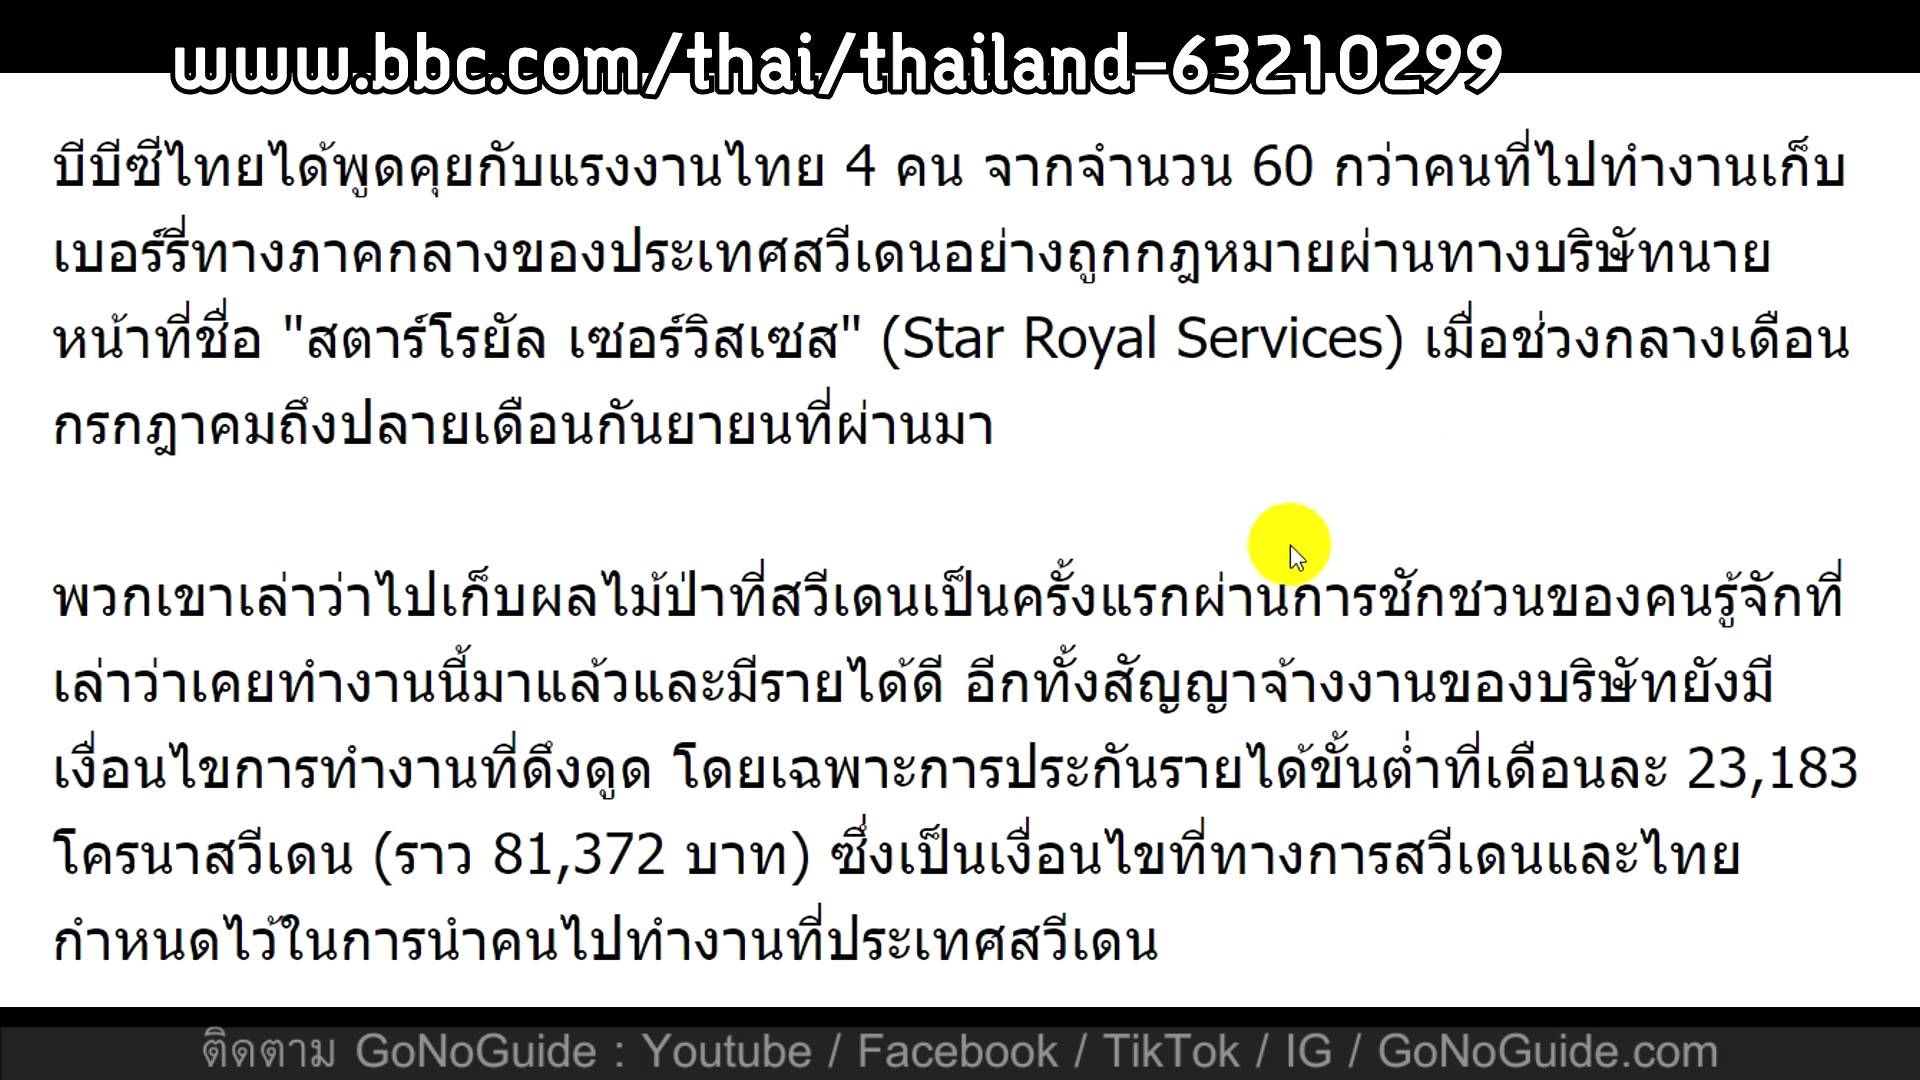 www.bbc.com/thai/thailand-63210299
บีบีซีไทยได้พูดคุยกับแรงงานไทย 4 คน จากจำนวน 60 กว่าคนที่ไปทำงานเก็บ
เบอร์รี่ทางภาคกลางของประเทศสวีเดนอย่างถูกกฎหมายผ่านทางบริษัทนาย
หน้าที่ชื่อ "สตาร์โรยัล เซอร์วิสเซส" (Star Royal Services) เมื่อช่วงกลางเดือน
กรกฎาคมถึงปลายเดือนกันยายนที่ผ่านมา
พวกเขาเล่าว่าไปเก็บผลไม้ป่าที่สวีเดนเป็นครั้งแรกผ่านการชักชวนของคนรู้จักที่
เล่าว่าเคยทำงานนี้มาแล้วและมีรายได้ดี อีกทั้งสัญญาจ้างงานของบริษัทยังมี
เงื่อนไขการทำงานที่ดึงดูด โดยเฉพาะการประกันรายได้ขั้นต่ำที่เดือนละ 23,183
โครนาสวีเดน (ราว 81,372 บาท) ซึ่งเป็นเงื่อนไขที่ทางการสวีเดนและไทย
กำหนดไว้ในการนำคนไปทำงานที่ประเทศสวีเดน
ติดตาม GoNoGuide : Youtube / Facebook / TikTok / IG / GoNoGuide.com